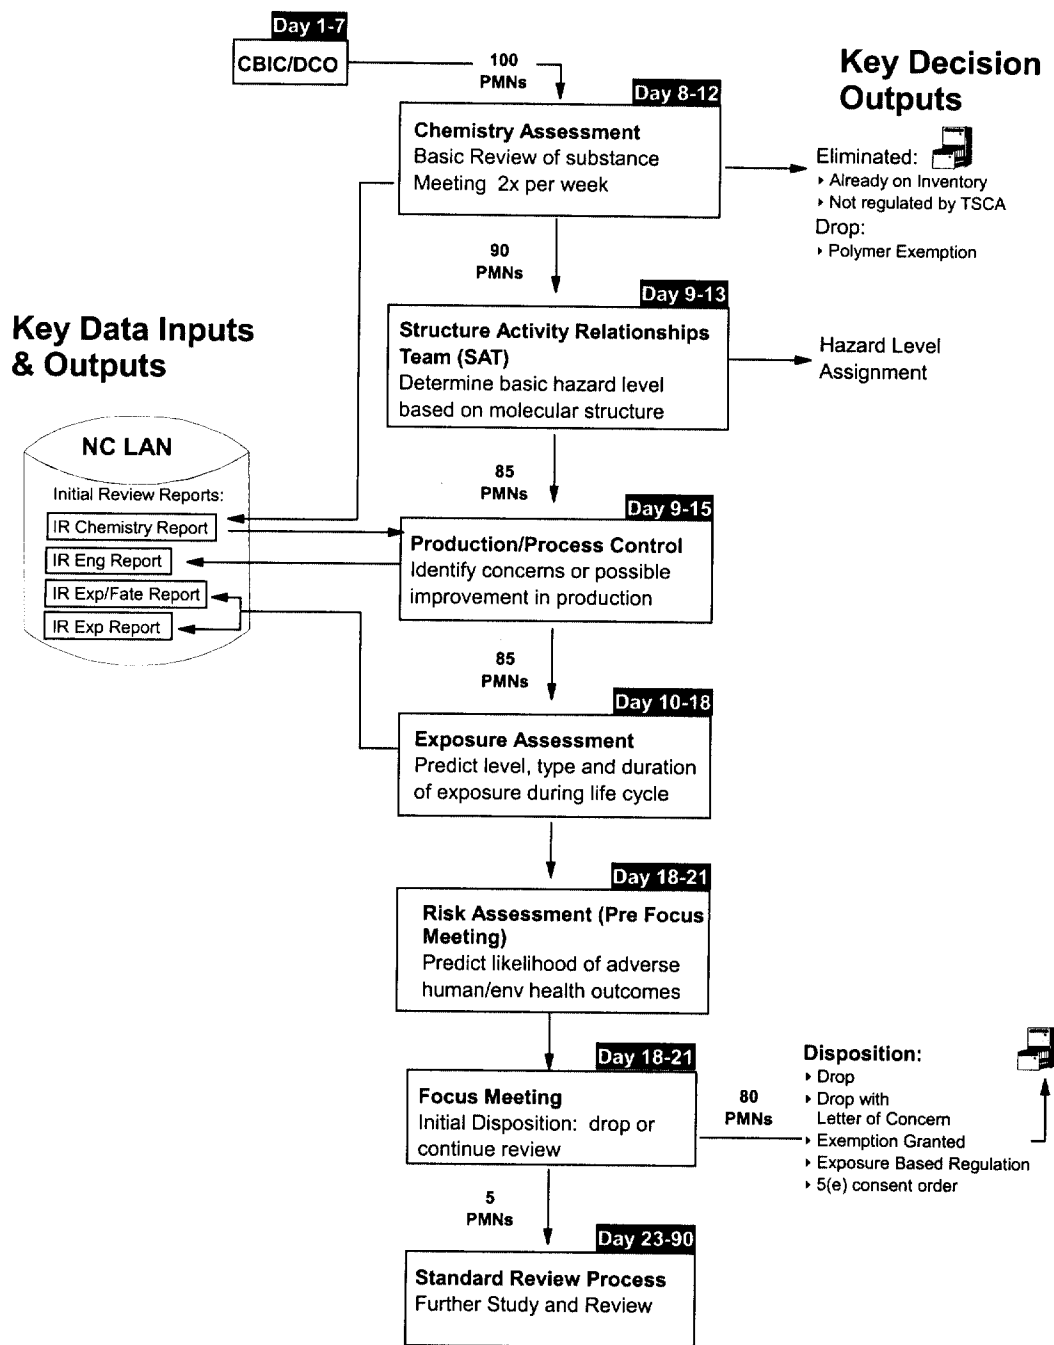 Day 1-7
CBIC/DCO
100
PMNs
Key Decision
Outputs
Day 8-12
Chemistry Assessment
Basic Review of substance
Meeting 2x per week
Eliminated:
‣ Already on Inventory
‣ Not regulated by TSCA
Drop:
‣ Polymer Exemption
90
PMNs
Key Data Inputs
& Outputs
Day 9-13
Structure Activity Relationships
Team (SAT)
Determine basic hazard level
based on molecular structure
Hazard Level
Assignment
NC LAN
Initial Review Reports:
IR Chemistry Report
IR Eng Report
IR Exp/Fate Report
IR Exp Report
85
PMNs
Day 9-15
Production/Process Control
Identify concerns or possible
improvement in production
85
PMNs
Day 10-18
Exposure Assessment
Predict level, type and duration
of exposure during life cycle
Day 18-21
Risk Assessment (Pre Focus
Meeting)
Predict likelihood of adverse
human/env health outcomes
Day 18-21
Focus Meeting
Initial Disposition: drop or
continue review
80
PMNs
Disposition:
‣ Drop
‣ Drop with
Letter of Concern
‣ Exemption Granted
‣ Exposure Based Regulation
‣ 5(e) consent order
5
PMNs
Day 23-90
Standard Review Process
Further Study and Review